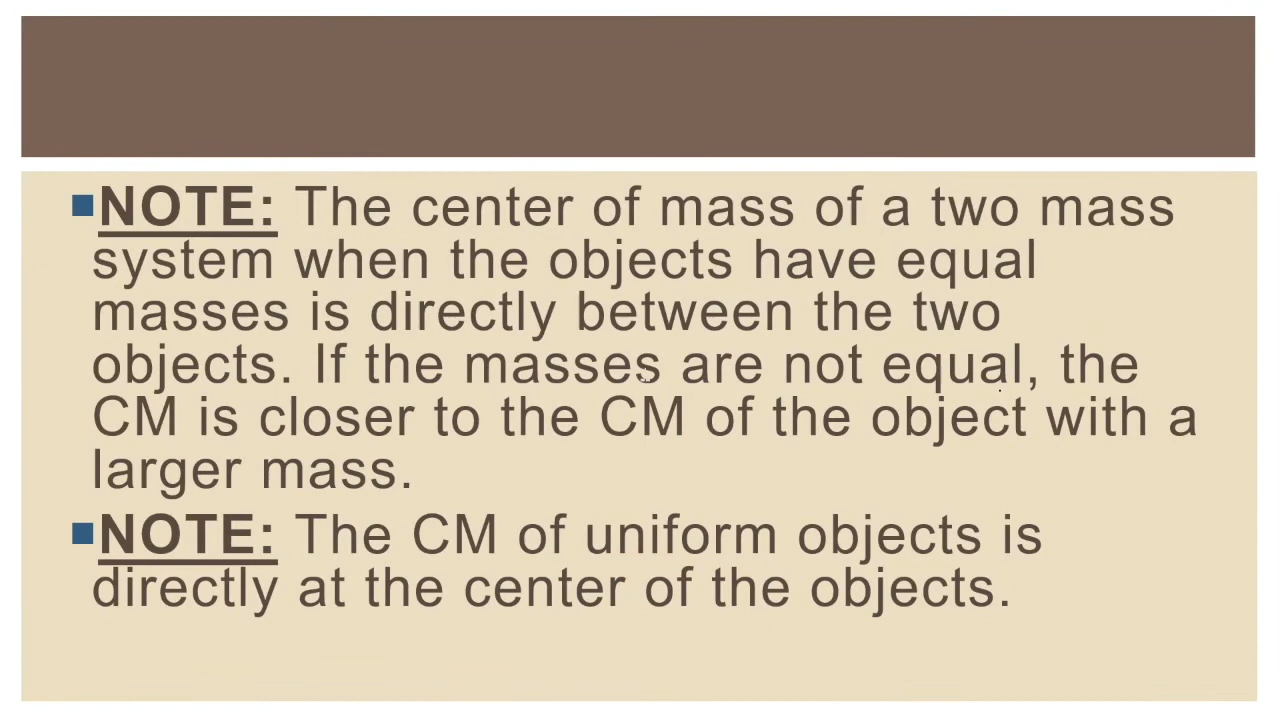 ▪NOTE: The center of mass of a two mass
system when the objects have equal
masses is directly between the two
objects. If the masses are not equal, the
CM is closer to the CM of the object with a
larger mass.
▪NOTE: The CM of uniform objects is
directly at the center of the objects.